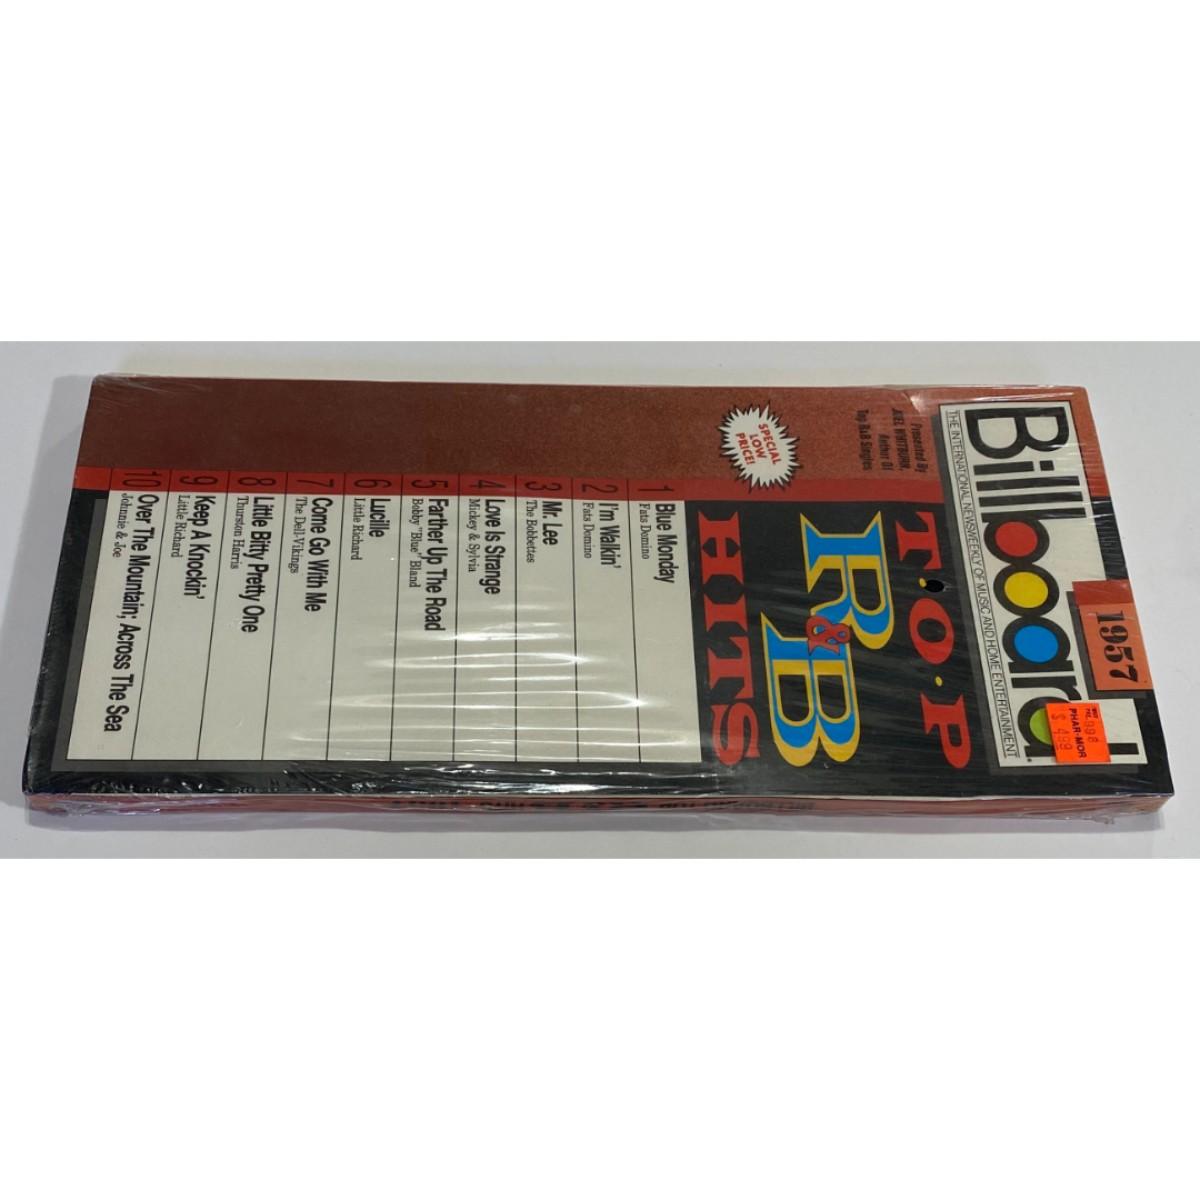 1957
Billboard
THE INTERNATIONAL NEWSWEEKLY OF MUSIC AND HOME ENTERTAINMENT
PHAR-MOR
$ 4.99
Presented By
JOEL WHITBURN,
Author Of
Top R&B Singles
T·O·P
R&B
HITS
SPECIAL
LOW
PRICE!
1 Blue Monday
Fats Domino
2 I'm Walkin'
Fats Domino
3 Mr. Lee
The Bobbettes
4 Love Is Strange
Mickey & Sylvia
5 Farther Up The Road
Bobby "Blue" Bland
6 Lucille
Little Richard
7 Come Go With Me
The Dell-Vikings
8 Little Bitty Pretty One
Thurston Harris
9 Keep A Knockin'
Little Richard
10 Over The Mountain; Across The Sea
Johnnie & Joe